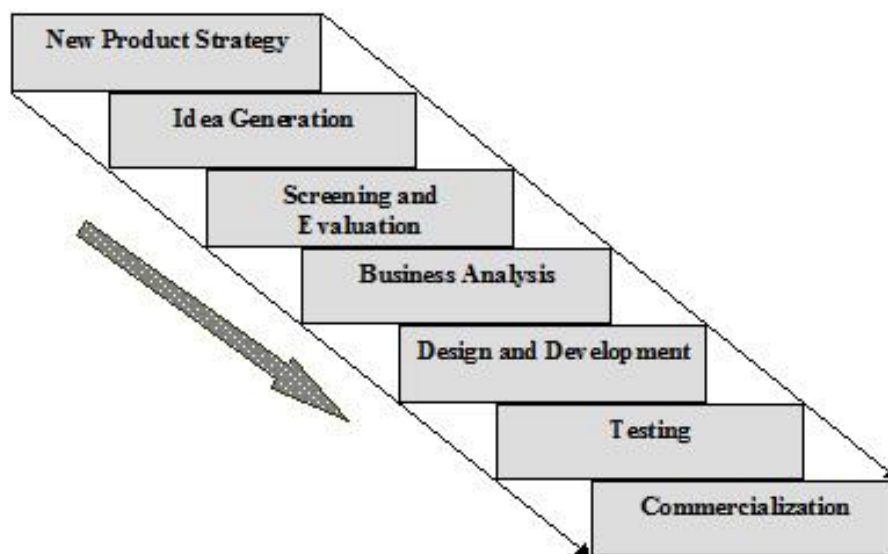 New Product Strategy
Idea Generation
Screening and
Evaluation
Business Analysis
Design and Development
Testing
Commercialization